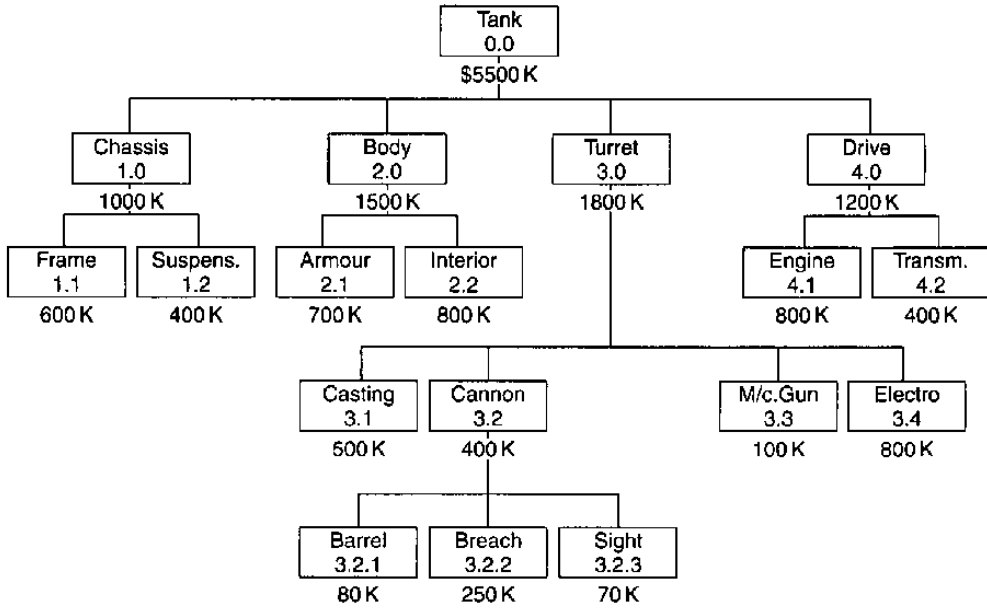 Tank
0.0
$5500 K
Chassis
1.0
1000 K
Body
2.0
1500 K
Turret
3.0
1800 K
Drive
4.0
1200 K
Frame
1.1
600 K
Suspens.
1.2
400 K
Armour
2.1
700 K
Interior
2.2
800 K
Engine
4.1
800 K
Transm.
4.2
400 K
Casting
3.1
500 K
Cannon
3.2
400 K
M/c.Gun
3.3
100 K
Electro
3.4
800 K
Barrel
3.2.1
80 K
Breach
3.2.2
250 K
Sight
3.2.3
70 K